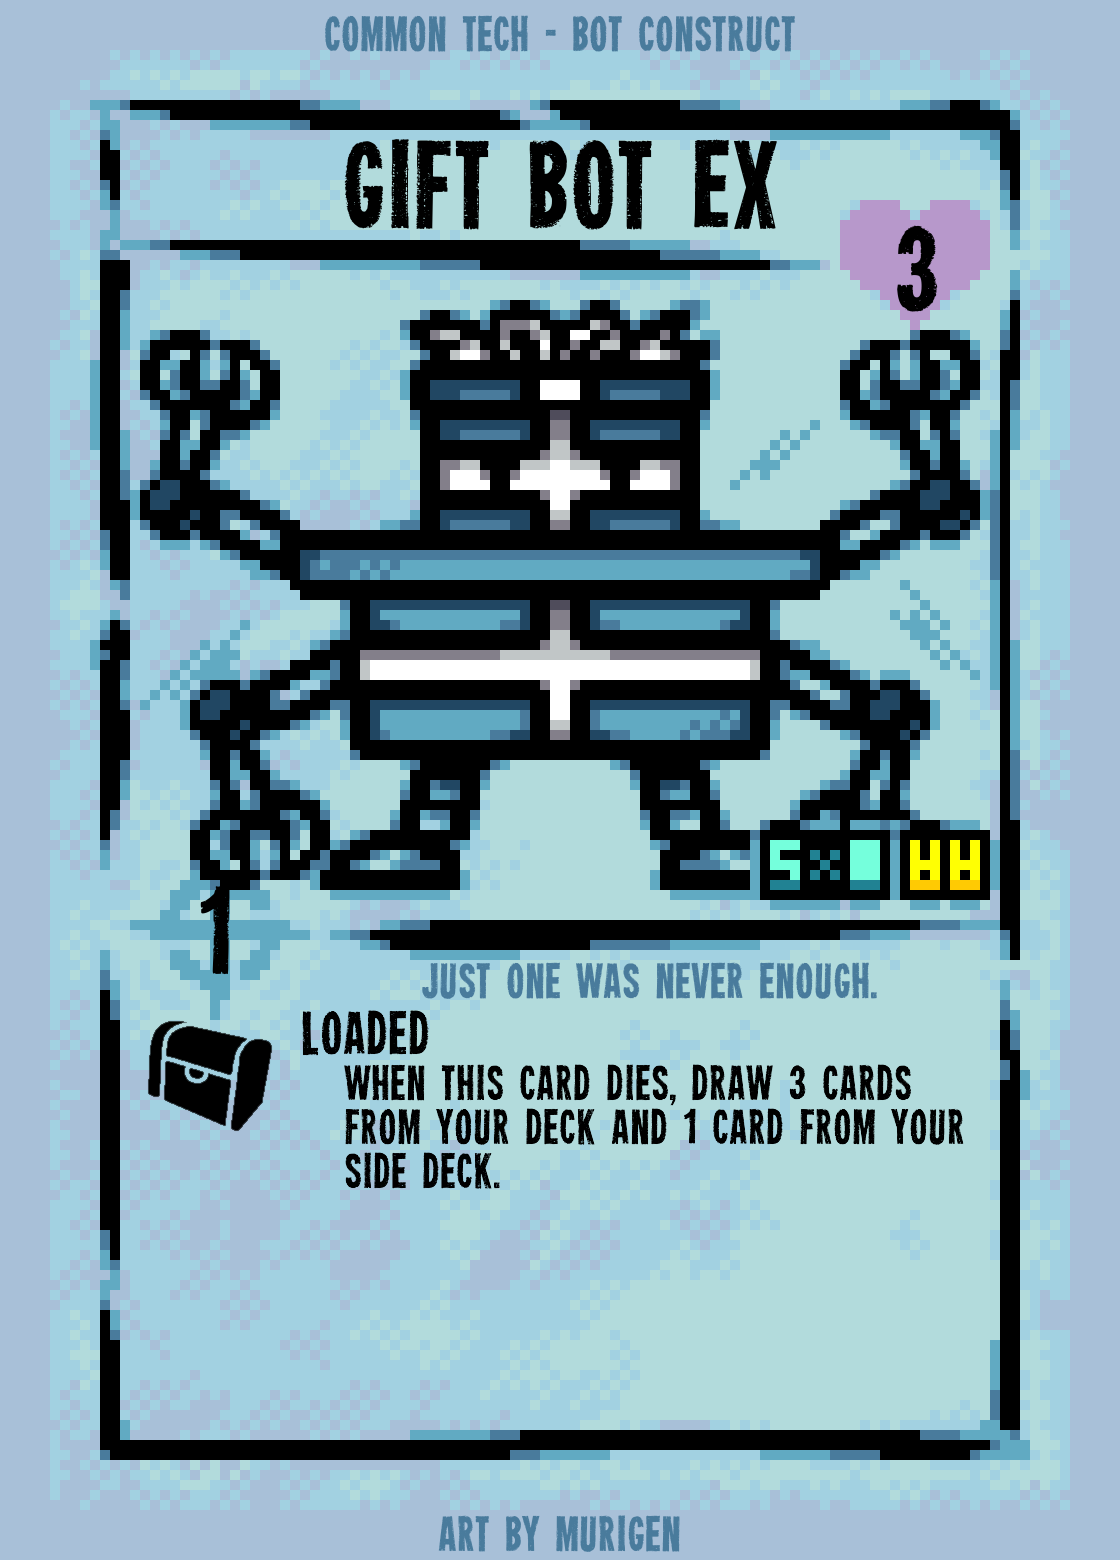 COMMON TECH - BOT CONSTRUCT
GIFT BOT EX
3
5
1
JUST ONE WAS NEVER ENOUGH.
LOADED
WHEN THIS CARD DIES, DRAW 3 CARDS
FROM YOUR DECK AND 1 CARD FROM YOUR
SIDE DECK.
ART BY MURIGEN